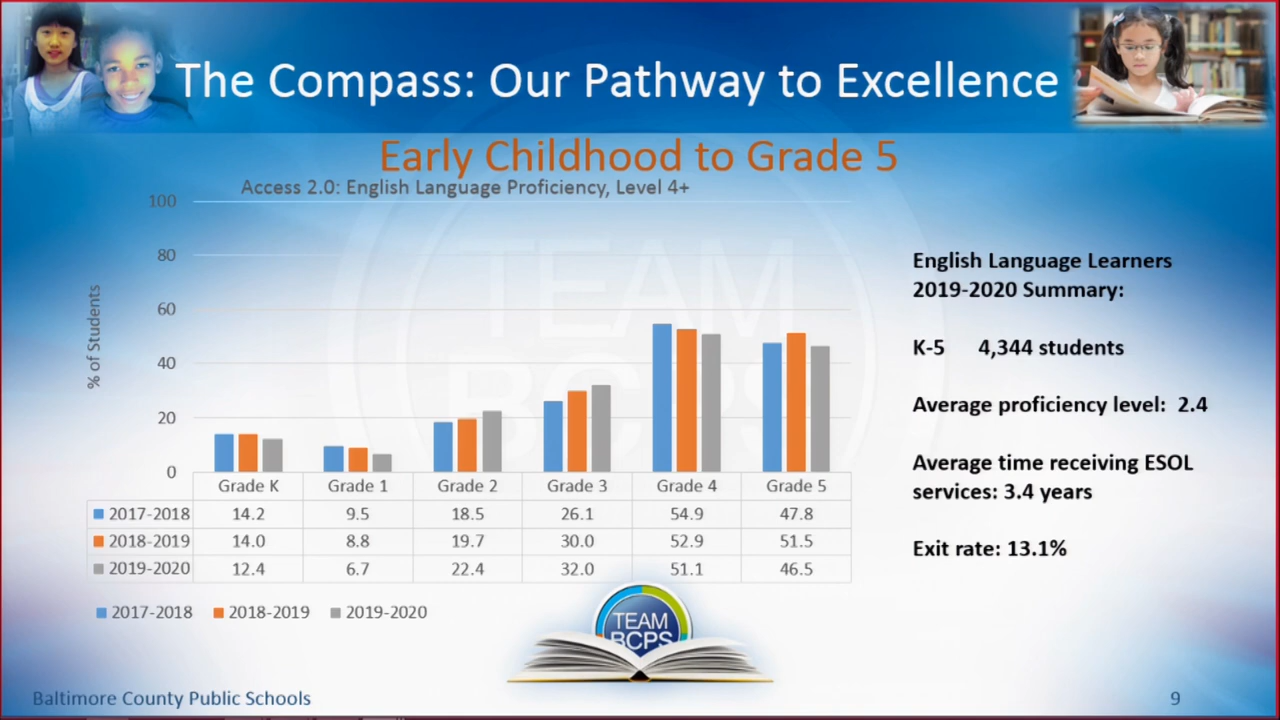 The Compass: Our Pathway to Excellence
Early Childhood to Grade 5
Access 2.0: English Language Proficiency, Level 4+
100
80
60
40
20
0
% of Students
Grade K Grade 1 Grade 2 Grade 3 Grade 4 Grade 5
2017-2018 14.2 9.5 18.5 26.1 54.9 47.8
2018-2019 14.0 8.8 19.7 30.0 52.9 51.5
2019-2020 12.4 6.7 22.4 32.0 51.1 46.5
2017-2018 2018-2019 2019-2020
English Language Learners
2019-2020 Summary:
K-5 4,344 students
Average proficiency level: 2.4
Average time receiving ESOL
services: 3.4 years
Exit rate: 13.1%
TEAM
BCPS
TEAM
BCPS
Baltimore County Public Schools
9